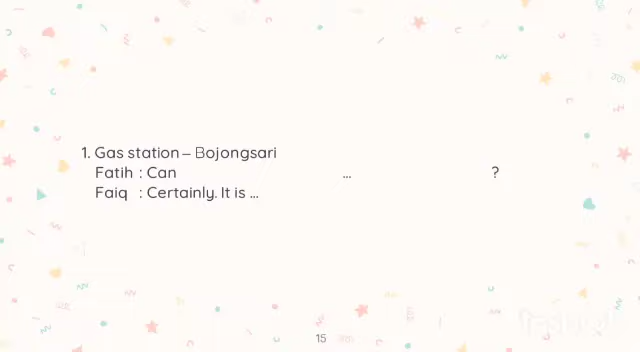 1. Gas station – Bojongsari
Fatih : Can ... ?
Faiq : Certainly. It is ...
15